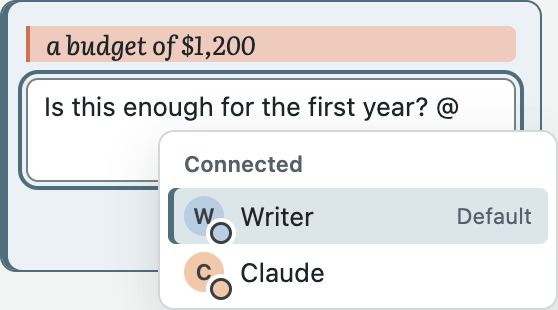 a budget of $1,200
Is this enough for the first year? @
Connected
W Writer Default
C Claude